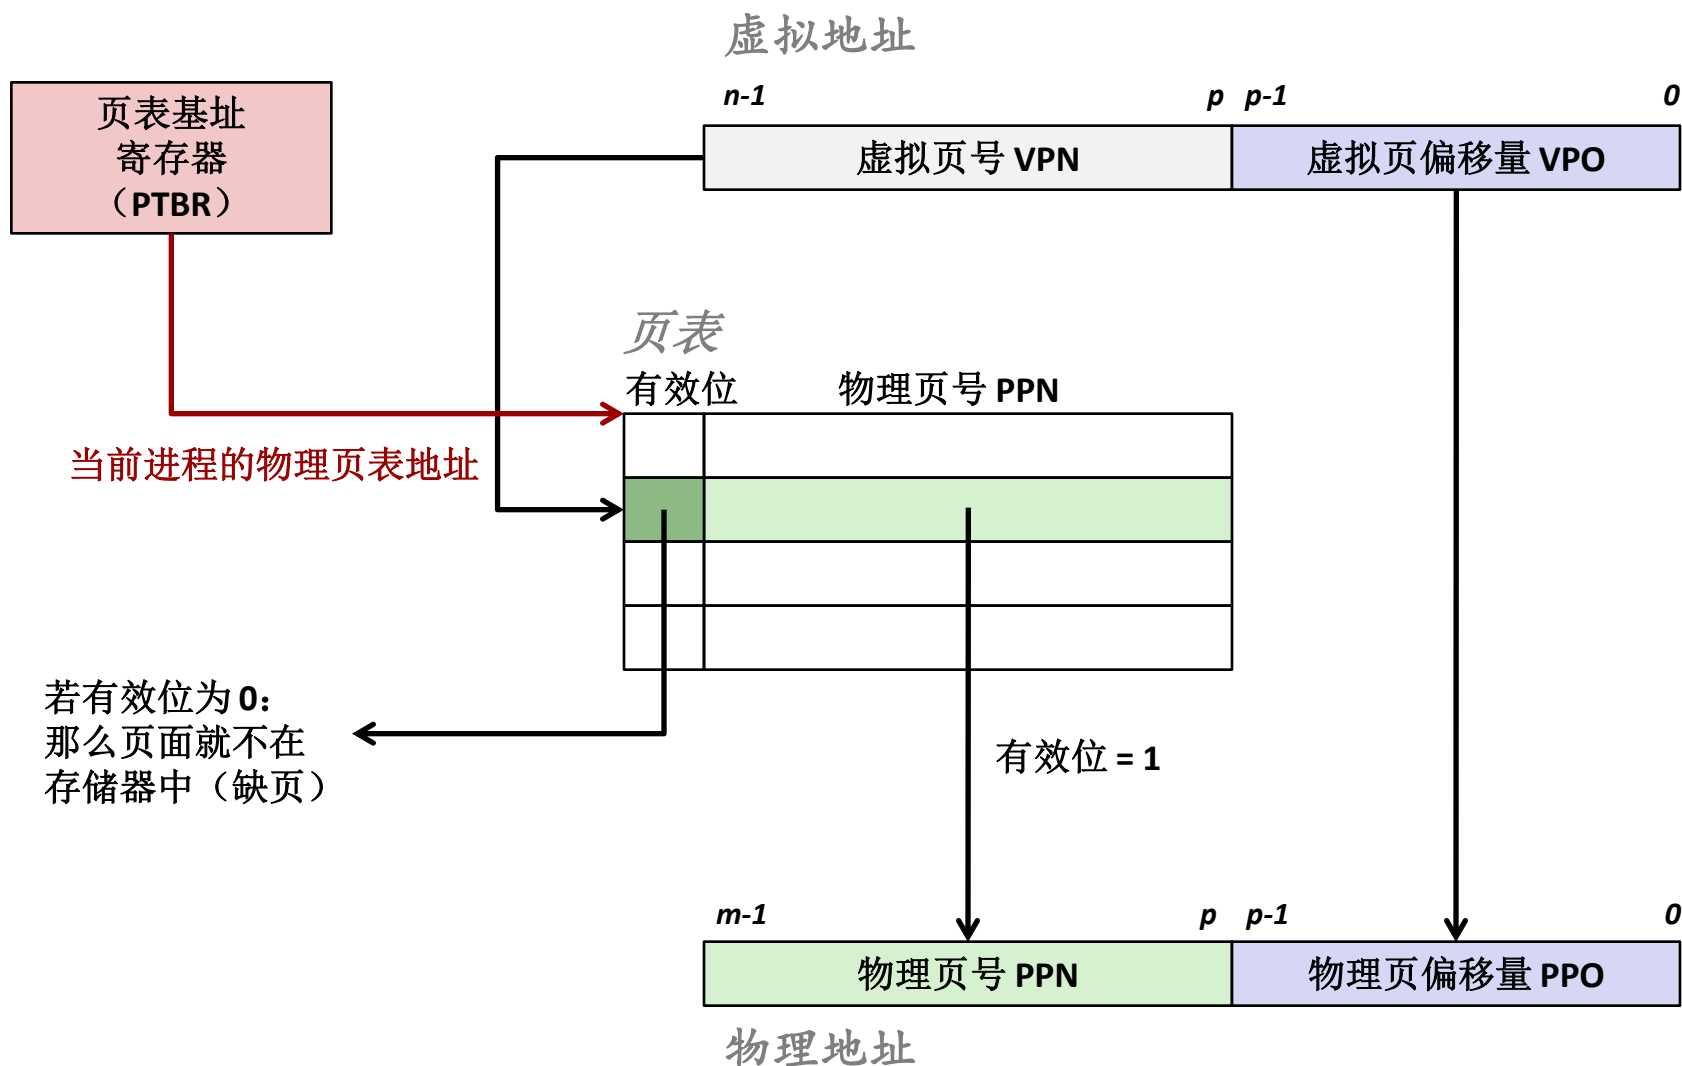 虚拟地址
n-1 p p-1 0
虚拟页号 VPN 虚拟页偏移量 VPO
页表基址
寄存器
（PTBR）
页表
有效位 物理页号 PPN
当前进程的物理页表地址
若有效位为 0：
那么页面就不在
存储器中（缺页）
有效位 = 1
m-1 p p-1 0
物理页号 PPN 物理页偏移量 PPO
物理地址